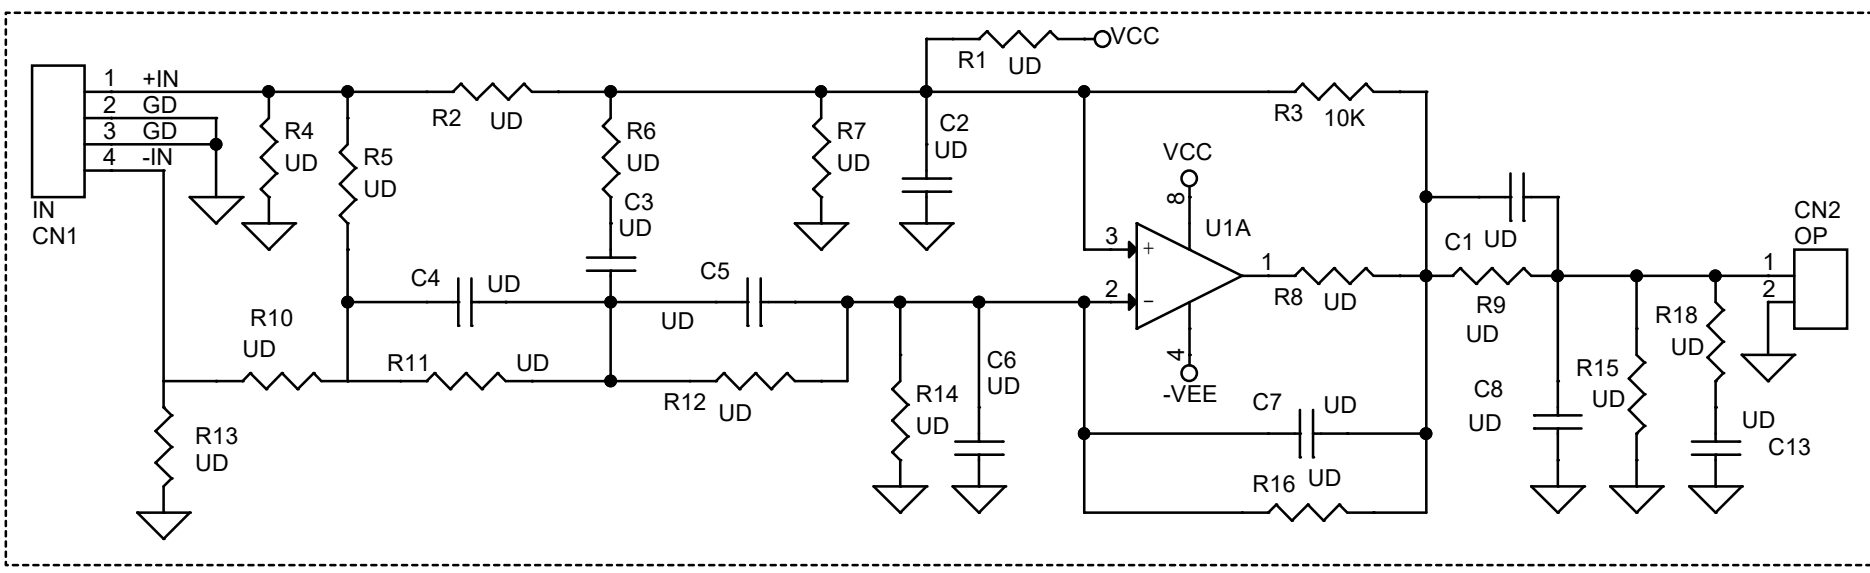 VCC
R1
UD
1 +IN
2 GD
3 GD
4 -IN
IN
CN1
R4
UD
R5
UD
R2
UD
R6
UD
C3
UD
R7
UD
C2
UD
R3
10K
VCC
8
U1A
3
+
2
−
1
4
-VEE
R8
UD
C1
UD
R9
UD
CN2
OP
1
2
R18
UD
R15
UD
C8
UD
UD
C13
C4
UD
C5
UD
R10
UD
R11
UD
R12
UD
R13
UD
R14
UD
C6
UD
C7
UD
R16
UD